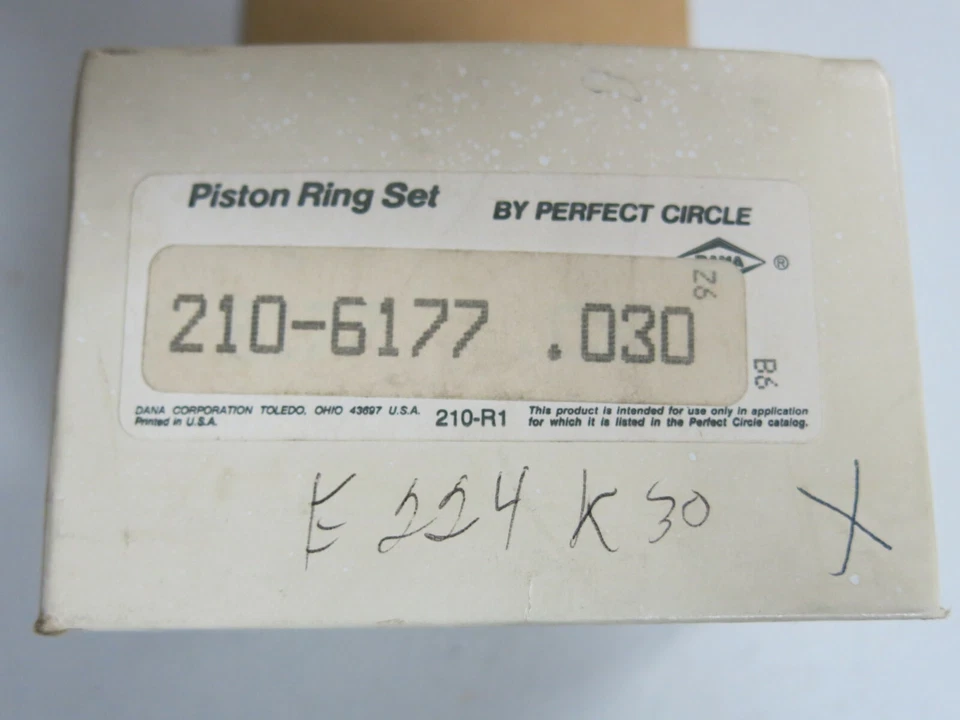 Piston Ring Set BY PERFECT CIRCLE
DANA ®
210-6177 .030
26
B6
DANA CORPORATION TOLEDO, OHIO 43697 U.S.A.
Printed in U.S.A.
210-R1
This product is intended for use only in application
for which it is listed in the Perfect Circle catalog.
E 224 K 30 X